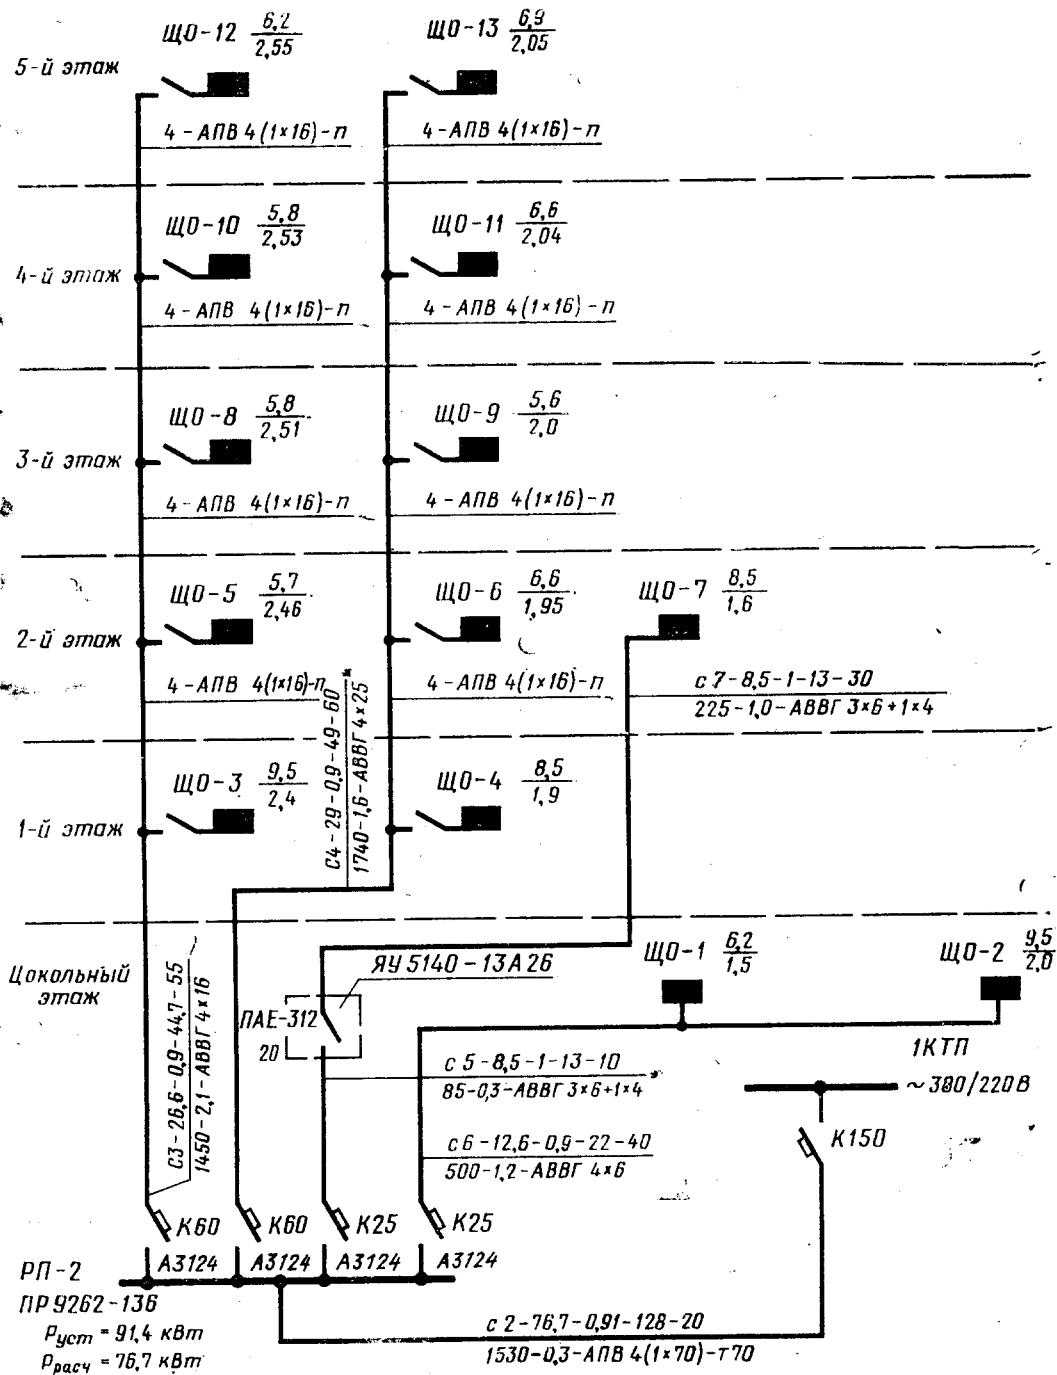 ЩО-12 6,2
2,55
ЩО-13 6,9
2,05
5-й этаж
4-АПВ 4(1×16)-п
4-АПВ 4(1×16)-п
ЩО-10 5,8
2,53
ЩО-11 6,6
2,04
4-й этаж
4-АПВ 4(1×16)-п
4-АПВ 4(1×16)-п
ЩО-8 5,8
2,51
ЩО-9 5,6
2,0
3-й этаж
4-АПВ 4(1×16)-п
4-АПВ 4(1×16)-п
ЩО-5 5,7
2,46
ЩО-6 6,6
1,95
ЩО-7 8,5
1,6
2-й этаж
4-АПВ 4(1×16)-п
4-АПВ 4(1×16)-п
с7-8,5-1-13-30
225-1,0-АВВГ 3×6+1×4
С4-29-0,9-49-60
1740-1,6-АВВГ 4×25
ЩО-3 9,5
2,4
ЩО-4 8,5
1,9
1-й этаж
Цокольный
этаж
С3-26,6-0,9-44,7-55
1450-2,1-АВВГ 4×16
ЯУ5140-13А26
ПАЕ-312
20
ЩО-1 6,2
1,5
ЩО-2 9,5
2,0
с5-8,5-1-13-10
85-0,3-АВВГ 3×6+1×4
с6-12,6-0,9-22-40
500-1,2-АВВГ 4×6
1КТП
~380/220В
К150
К60
К60
К25
К25
А3124
А3124
А3124
А3124
РП-2
ПР9262-136
Руст = 91,4 кВт
Ррасч = 76,7 кВт
с2-76,7-0,91-128-20
1530-0,3-АПВ 4(1×70)-т70